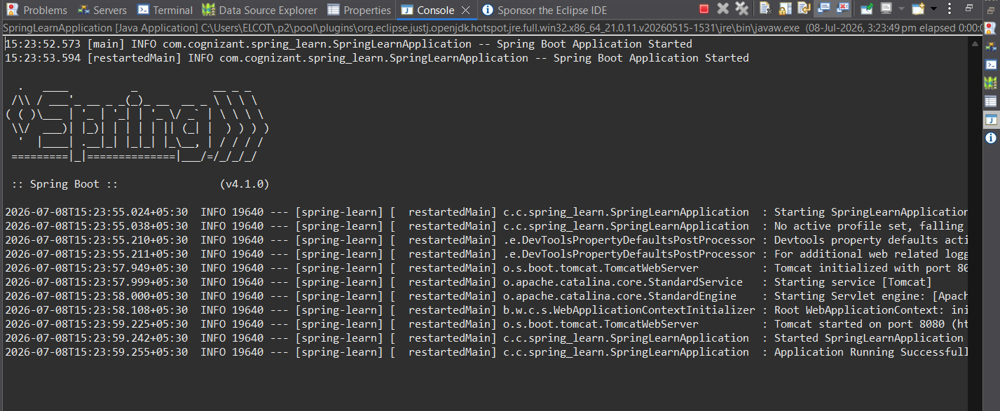 Problems Servers Terminal Data Source Explorer Properties Console Sponsor the Eclipse IDE
SpringLearnApplication [Java Application] C:\Users\ELCOT\.p2\pool\plugins\org.eclipse.justj.openjdk.hotspot.jre.full.win32.x86_64_21.0.11.v20260515-1531\jre\bin\javaw.exe (08-Jul-2026, 3:23:49 pm elapsed 0:00:
15:23:52.573 [main] INFO com.cognizant.spring_learn.SpringLearnApplication -- Spring Boot Application Started
15:23:53.594 [restartedMain] INFO com.cognizant.spring_learn.SpringLearnApplication -- Spring Boot Application Started
  .   ____          _            __ _ _
 /\\ / ___'_ __ _ _(_)_ __  __ _ \ \ \ \
( ( )\___ | '_ | '_| | '_ \/ _` | \ \ \ \
 \\/  ___)| |_)| | | | | || (_| |  ) ) ) )
  '  |____| .__|_| |_|_| |_\__, | / / / /
 =========|_|==============|___/=/_/_/_/
 :: Spring Boot ::                (v4.1.0)
2026-07-08T15:23:55.024+05:30  INFO 19640 --- [spring-learn] [  restartedMain] c.c.spring_learn.SpringLearnApplication  : Starting SpringLearnApplication
2026-07-08T15:23:55.038+05:30  INFO 19640 --- [spring-learn] [  restartedMain] c.c.spring_learn.SpringLearnApplication  : No active profile set, falling
2026-07-08T15:23:55.210+05:30  INFO 19640 --- [spring-learn] [  restartedMain] .e.DevToolsPropertyDefaultsPostProcessor : Devtools property defaults acti
2026-07-08T15:23:55.211+05:30  INFO 19640 --- [spring-learn] [  restartedMain] .e.DevToolsPropertyDefaultsPostProcessor : For additional web related logg
2026-07-08T15:23:57.949+05:30  INFO 19640 --- [spring-learn] [  restartedMain] o.s.boot.tomcat.TomcatWebServer          : Tomcat initialized with port 80
2026-07-08T15:23:57.999+05:30  INFO 19640 --- [spring-learn] [  restartedMain] o.apache.catalina.core.StandardService   : Starting service [Tomcat]
2026-07-08T15:23:58.000+05:30  INFO 19640 --- [spring-learn] [  restartedMain] o.apache.catalina.core.StandardEngine    : Starting Servlet engine: [Apac
2026-07-08T15:23:58.108+05:30  INFO 19640 --- [spring-learn] [  restartedMain] b.w.c.s.WebApplicationContextInitializer : Root WebApplicationContext: ini
2026-07-08T15:23:59.225+05:30  INFO 19640 --- [spring-learn] [  restartedMain] o.s.boot.tomcat.TomcatWebServer          : Tomcat started on port 8080 (ht
2026-07-08T15:23:59.242+05:30  INFO 19640 --- [spring-learn] [  restartedMain] c.c.spring_learn.SpringLearnApplication  : Started SpringLearnApplication
2026-07-08T15:23:59.255+05:30  INFO 19640 --- [spring-learn] [  restartedMain] c.c.spring_learn.SpringLearnApplication  : Application Running Successfull